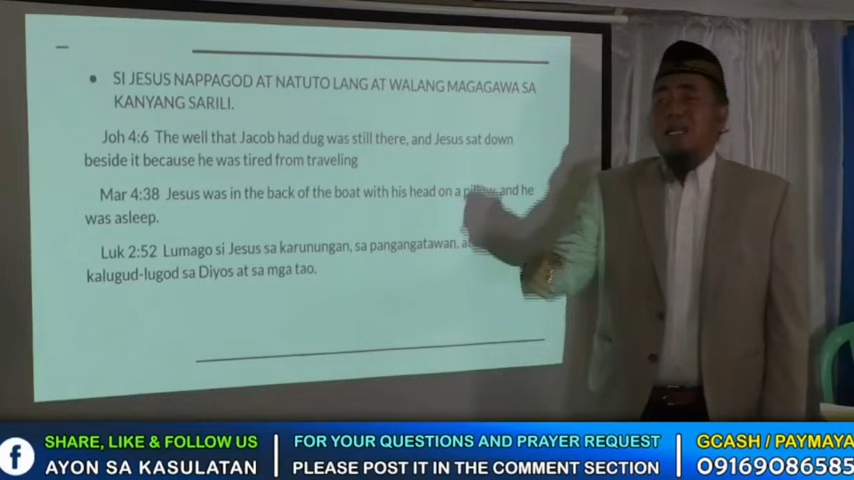 SI JESUS NAPPAGOD AT NATUTO LANG AT WALANG MAGAGAWA SA
KANYANG SARILI.
Joh 4:6 The well that Jacob had dug was still there, and Jesus sat down
beside it because he was tired from traveling
Mar 4:38 Jesus was in the back of the boat with his head on a pillow and he
was asleep.
Luk 2:52 Lumago si Jesus sa karunungan, sa pangangatawan, at
kalugud-lugod sa Diyos at sa mga tao.
SHARE, LIKE & FOLLOW US
AYON SA KASULATAN
FOR YOUR QUESTIONS AND PRAYER REQUEST
PLEASE POST IT IN THE COMMENT SECTION
GCASH / PAYMAYA
09169086585